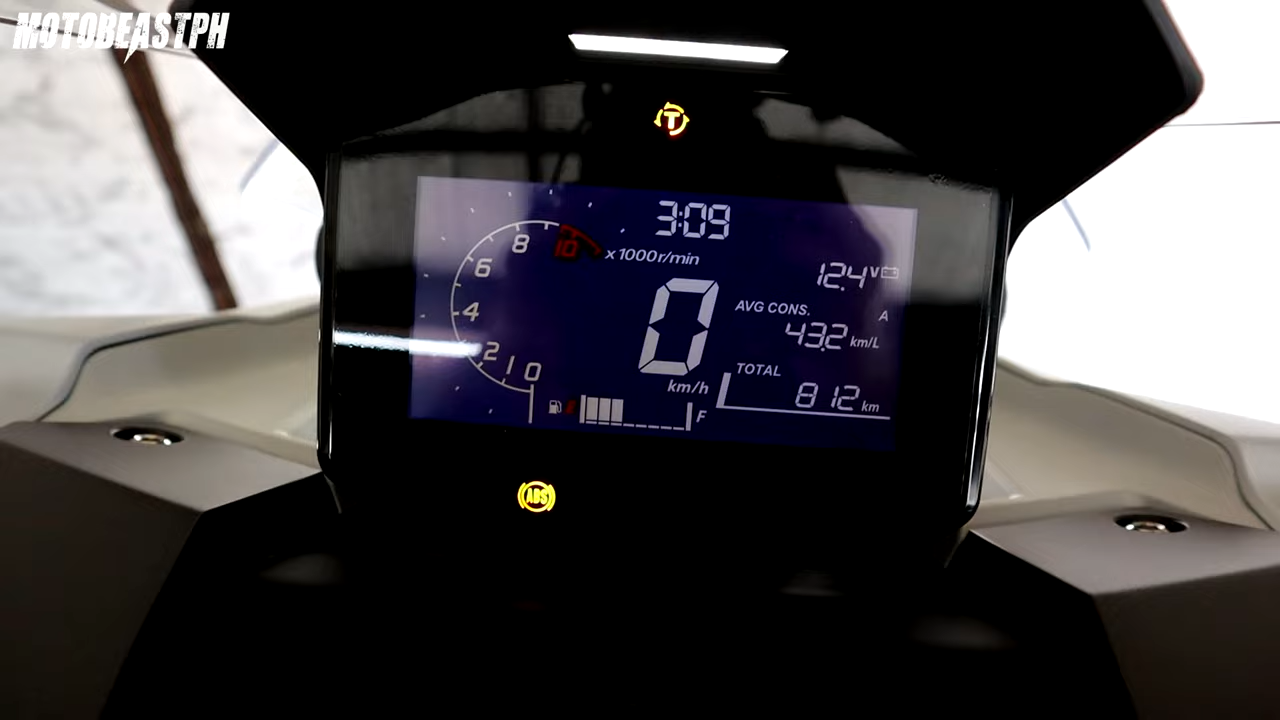 MOTOBEASTPH
T
3:09
8
10
x1000r/min
6
12.4 V
4
0
AVG CONS.
A
43.2 km/L
2
1
0
km/h
TOTAL
812 km
E
F
ABS